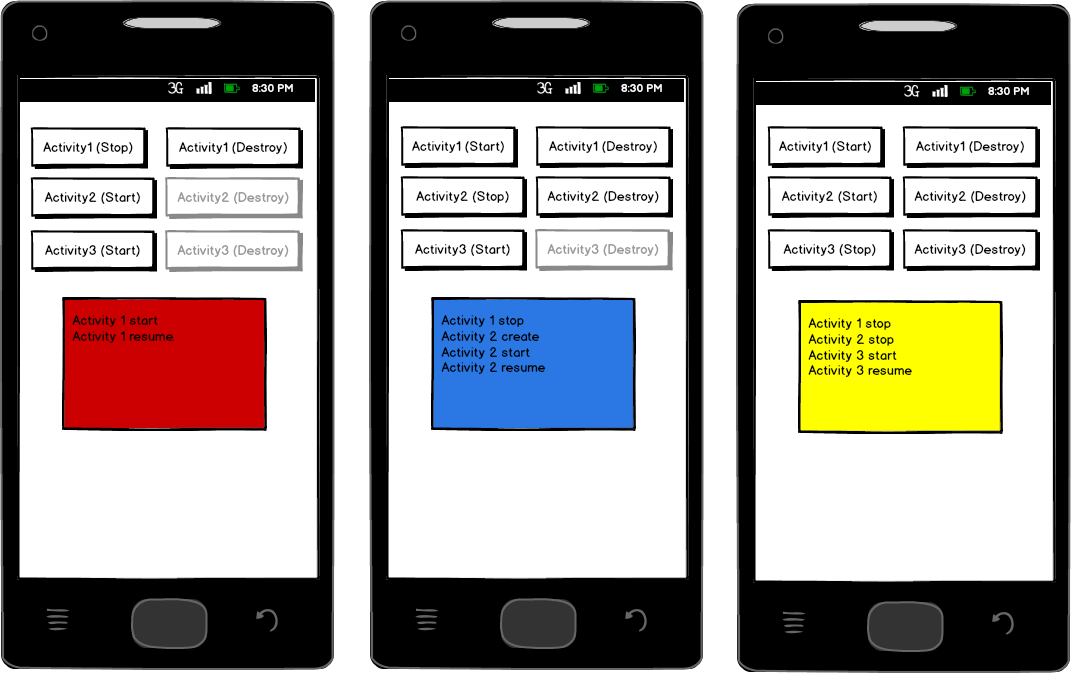 3G 8:30 PM
Activity1 (Stop) Activity1 (Destroy)
Activity2 (Start) Activity2 (Destroy)
Activity3 (Start) Activity3 (Destroy)
Activity 1 start
Activity 1 resume.
3G 8:30 PM
Activity1 (Start) Activity1 (Destroy)
Activity2 (Stop) Activity2 (Destroy)
Activity3 (Start) Activity3 (Destroy)
Activity 1 stop
Activity 2 create
Activity 2 start
Activity 2 resume
3G 8:30 PM
Activity1 (Start) Activity1 (Destroy)
Activity2 (Start) Activity2 (Destroy)
Activity3 (Stop) Activity3 (Destroy)
Activity 1 stop
Activity 2 stop
Activity 3 start
Activity 3 resume